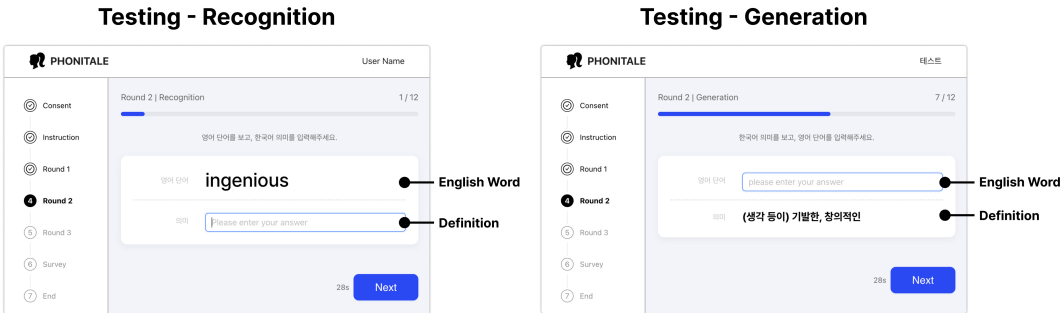 Testing - Recognition
PHONITALE
User Name
Consent
Instruction
Round 1
4 Round 2
5 Round 3
6 Survey
7 End
Round 2 | Recognition
1 / 12
영어 단어를 보고, 한국어 의미를 입력해주세요.
영어 단어 ingenious
English Word
의미 Please enter your answer
Definition
28s Next
Testing - Generation
PHONITALE
테스트
Consent
Instruction
Round 1
4 Round 2
5 Round 3
6 Survey
7 End
Round 2 | Generation
7 / 12
한국어 의미를 보고, 영어 단어를 입력해주세요.
영어 단어 please enter your answer
English Word
의미 (생각 등이) 기발한, 창의적인
Definition
28s Next